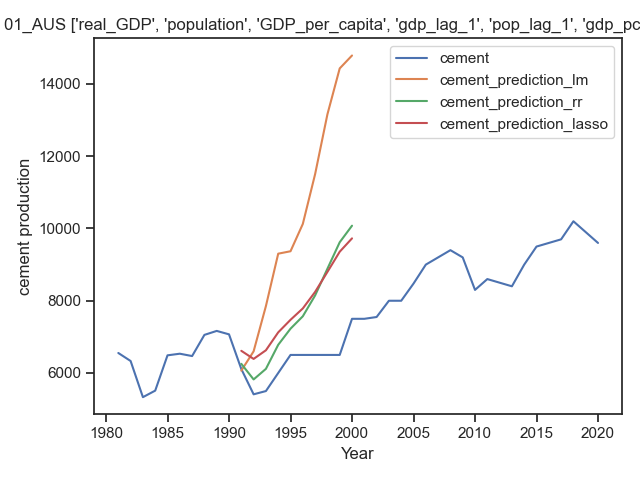 01_AUS ['real_GDP', 'population', 'GDP_per_capita', 'gdp_lag_1', 'pop_lag_1', 'gdp_pc
cement
cement_prediction_lm
cement_prediction_rr
cement_prediction_lasso
14000
12000
10000
8000
6000
cement production
1980 1985 1990 1995 2000 2005 2010 2015 2020
Year